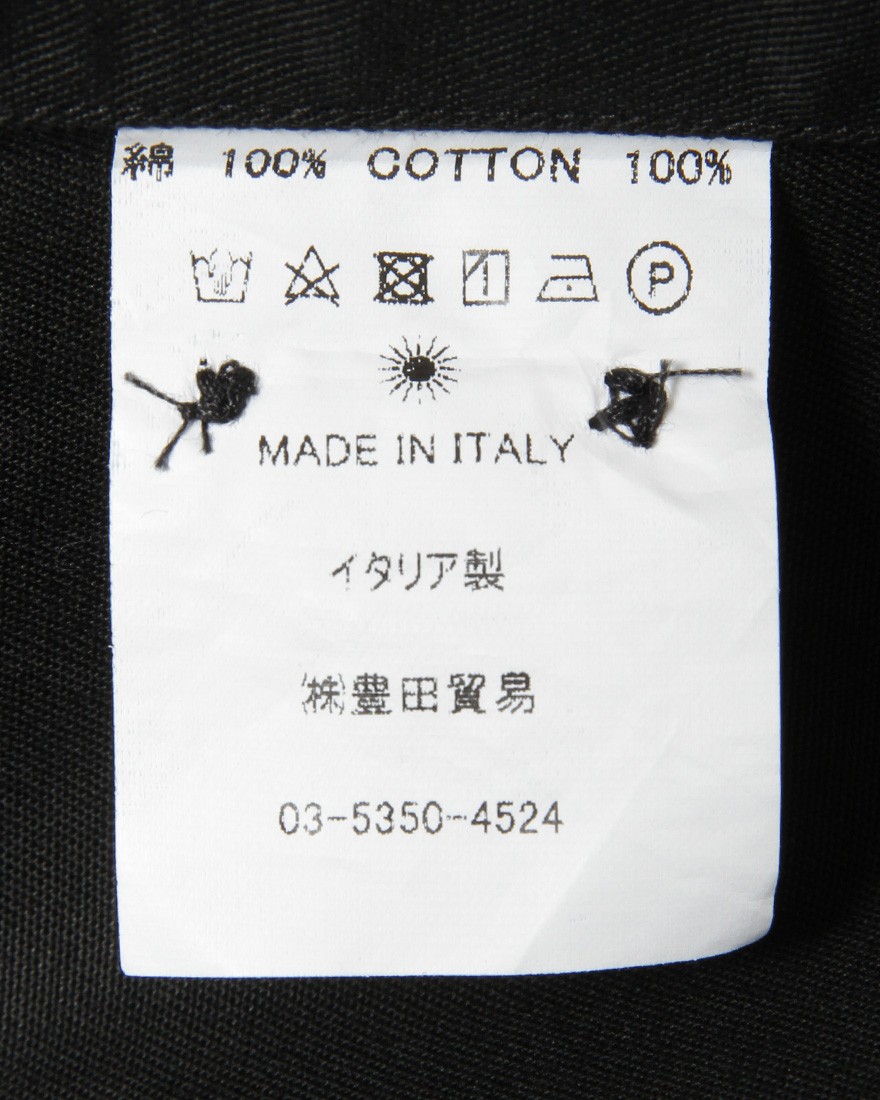 綿 100% COTTON 100%
P
MADE IN ITALY
イタリア製
㈱豊田貿易
03-5350-4524